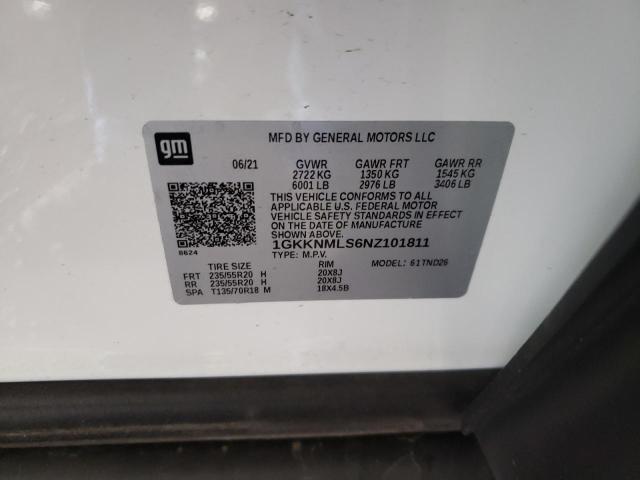 gm
MFD BY GENERAL MOTORS LLC
06/21 GVWR GAWR FRT GAWR RR
2722 KG 1350 KG 1545 KG
6001 LB 2976 LB 3406 LB
THIS VEHICLE CONFORMS TO ALL
APPLICABLE U.S. FEDERAL MOTOR
VEHICLE SAFETY STANDARDS IN EFFECT
ON THE DATE OF MANUFACTURE
SHOWN ABOVE.
1GKKNMLS6NZ101811
8624 TYPE: M.P.V. MODEL: 61TND26
TIRE SIZE RIM
FRT 235/55R20 H 20X8J
RR 235/55R20 H 20X8J
SPA T135/70R18 M 18X4.5B